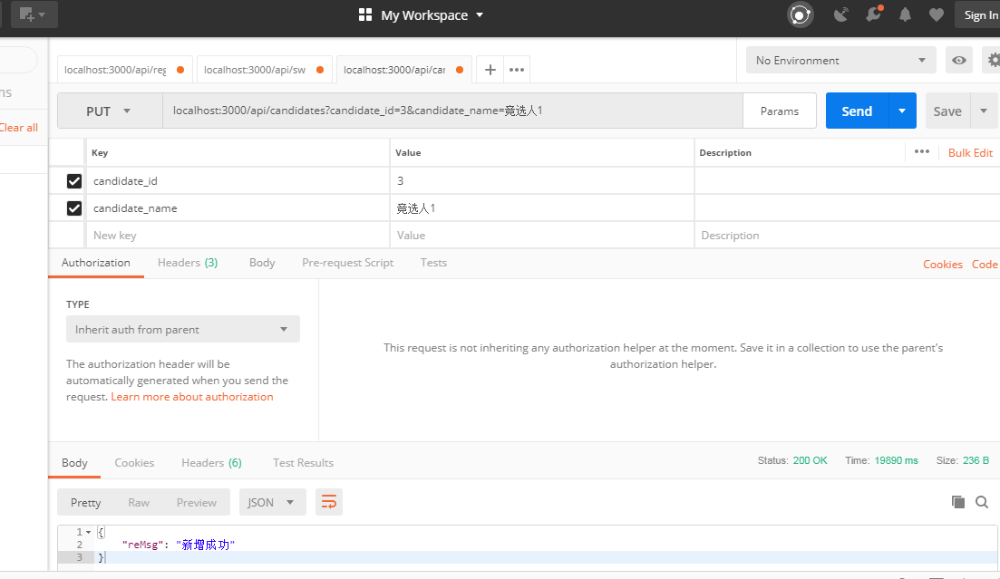 My Workspace
Sign In
ns
Clear all
localhost:3000/api/reg
localhost:3000/api/sw
localhost:3000/api/can
No Environment
PUT
localhost:3000/api/candidates?candidate_id=3&candidate_name=竟选人1
Params
Send
Save
Key Value Description
Bulk Edit
candidate_id 3
candidate_name 竟选人1
New key Value Description
Authorization Headers (3) Body Pre-request Script Tests
Cookies Code
TYPE
Inherit auth from parent
The authorization header will be
automatically generated when you send the
request. Learn more about authorization
This request is not inheriting any authorization helper at the moment. Save it in a collection to use the parent's
authorization helper.
Body Cookies Headers (6) Test Results
Status: 200 OK Time: 19890 ms Size: 236 B
Pretty Raw Preview JSON
1 {
2 "reMsg": "新增成功"
3 }